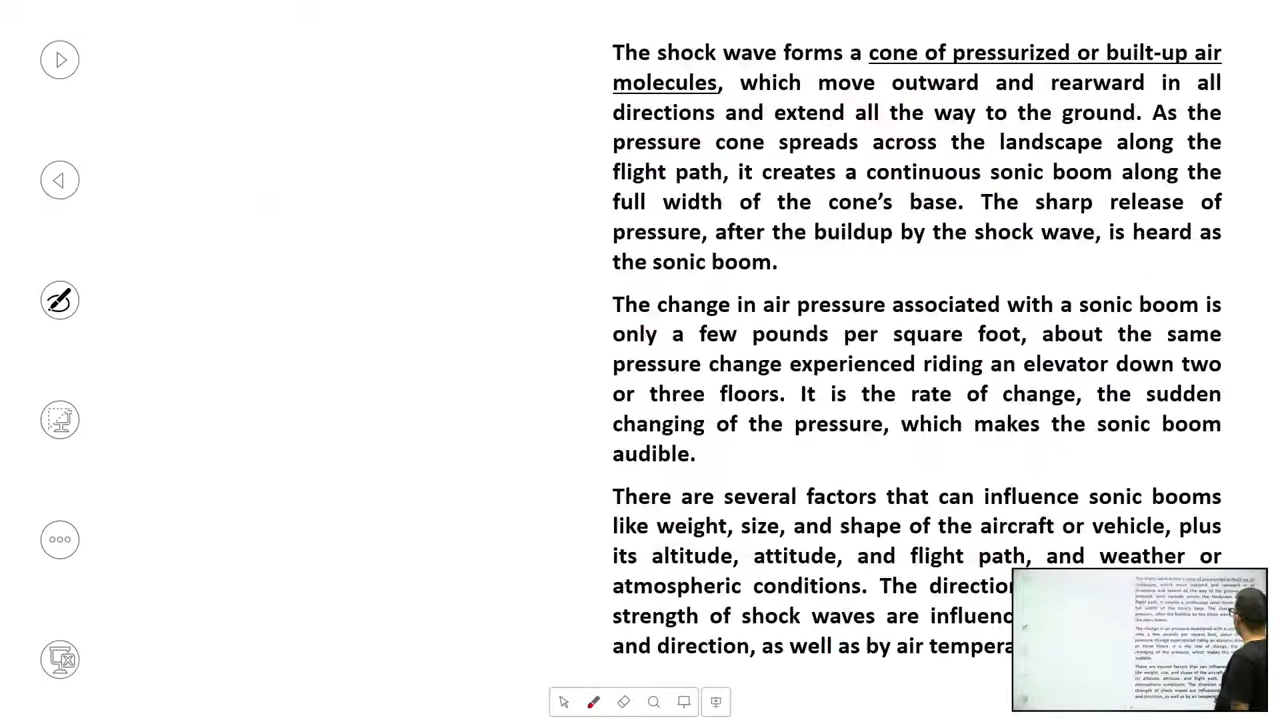 The shock wave forms a cone of pressurized or built-up air
molecules, which move outward and rearward in all
directions and extend all the way to the ground. As the
pressure cone spreads across the landscape along the
flight path, it creates a continuous sonic boom along the
full width of the cone’s base. The sharp release of
pressure, after the buildup by the shock wave, is heard as
the sonic boom.
The change in air pressure associated with a sonic boom is
only a few pounds per square foot, about the same
pressure change experienced riding an elevator down two
or three floors. It is the rate of change, the sudden
changing of the pressure, which makes the sonic boom
audible.
There are several factors that can influence sonic booms
like weight, size, and shape of the aircraft or vehicle, plus
its altitude, attitude, and flight path, and weather or
atmospheric conditions. The
strength of shock waves are
and direction, as well as by air